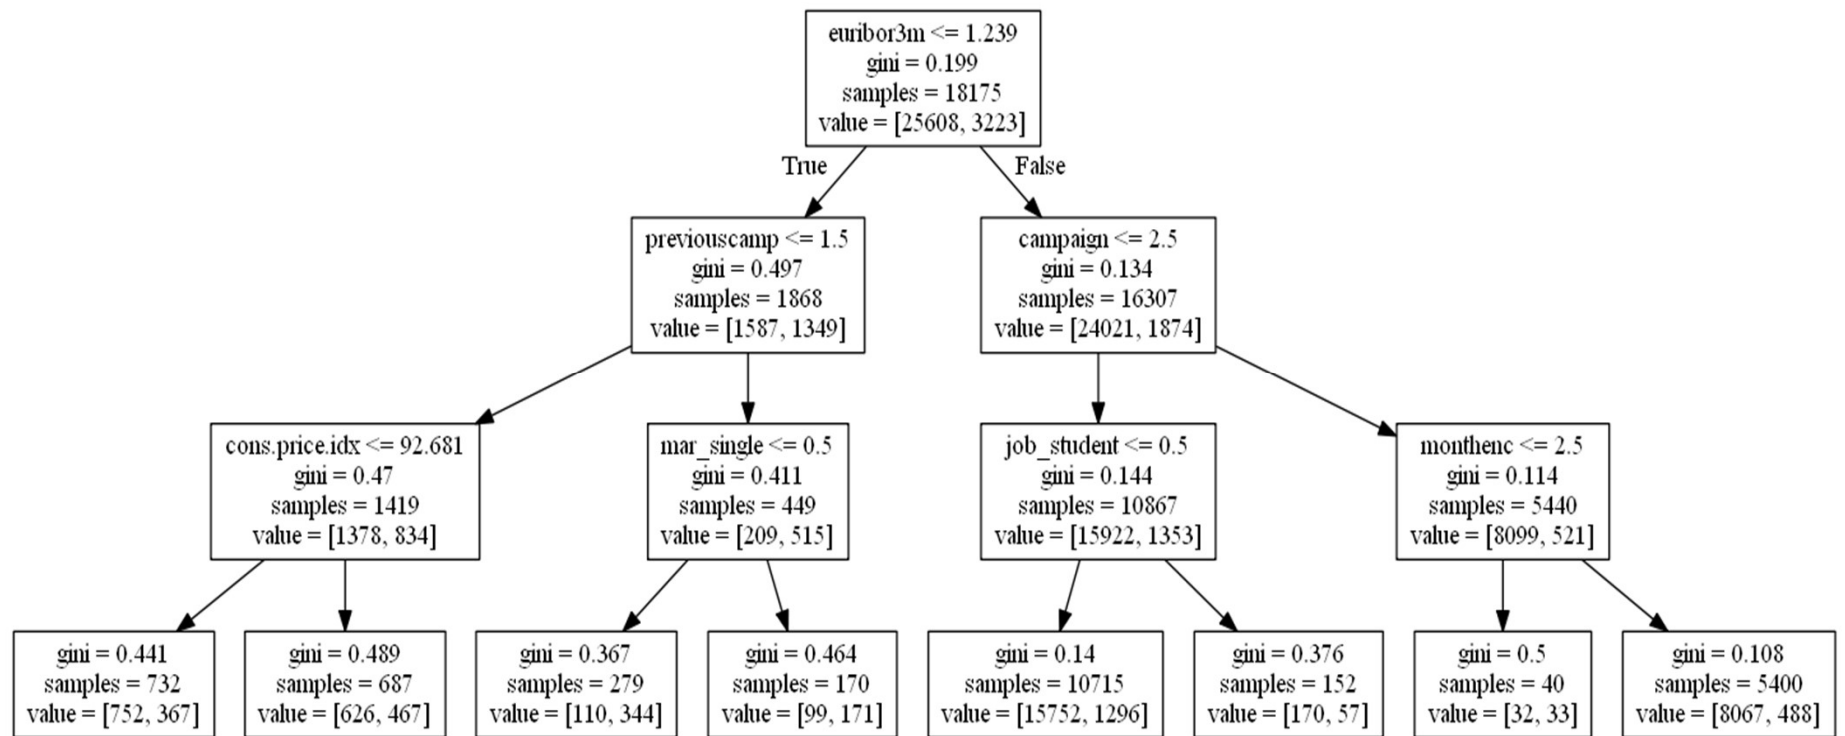 euribor3m <= 1.239
gini = 0.199
samples = 18175
value = [25608, 3223]
True
False
previouscamp <= 1.5
gini = 0.497
samples = 1868
value = [1587, 1349]
campaign <= 2.5
gini = 0.134
samples = 16307
value = [24021, 1874]
cons.price.idx <= 92.681
gini = 0.47
samples = 1419
value = [1378, 834]
mar_single <= 0.5
gini = 0.411
samples = 449
value = [209, 515]
job_student <= 0.5
gini = 0.144
samples = 10867
value = [15922, 1353]
monthenc <= 2.5
gini = 0.114
samples = 5440
value = [8099, 521]
gini = 0.441
samples = 732
value = [752, 367]
gini = 0.489
samples = 687
value = [626, 467]
gini = 0.367
samples = 279
value = [110, 344]
gini = 0.464
samples = 170
value = [99, 171]
gini = 0.14
samples = 10715
value = [15752, 1296]
gini = 0.376
samples = 152
value = [170, 57]
gini = 0.5
samples = 40
value = [32, 33]
gini = 0.108
samples = 5400
value = [8067, 488]